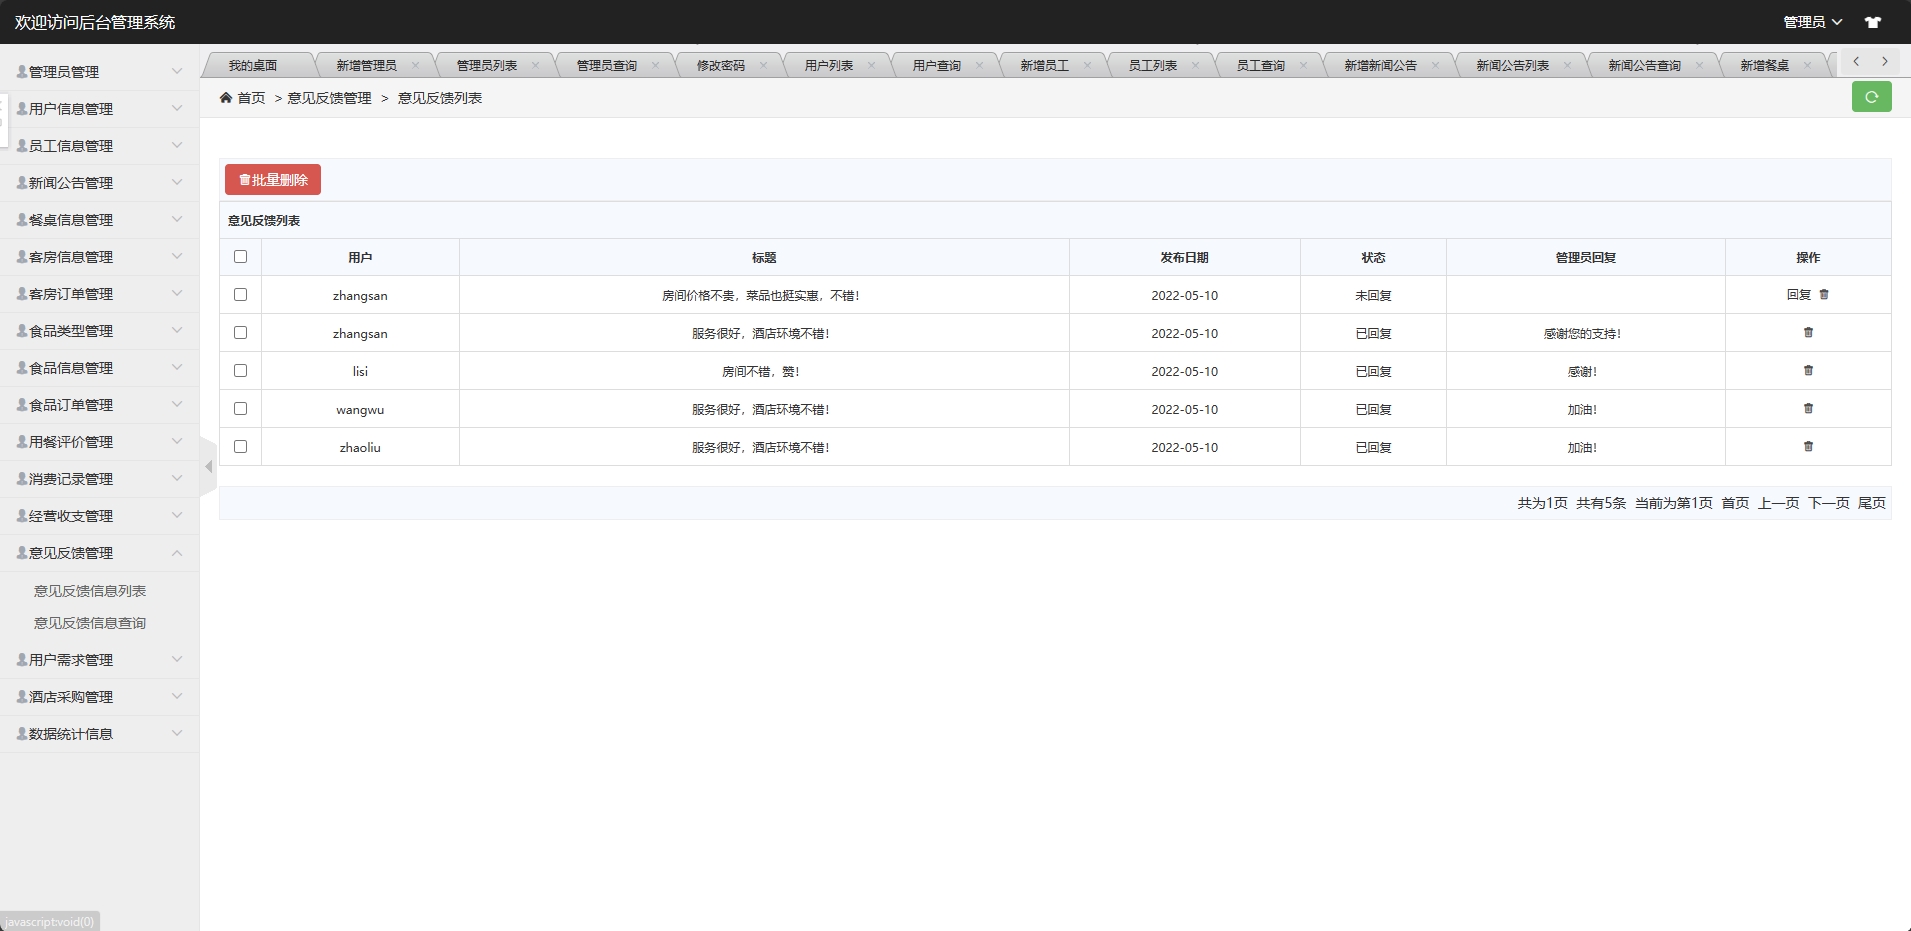 欢迎访问后台管理系统
管理员
我的桌面 新增管理员 管理员列表 管理员查询 修改密码 用户列表 用户查询 新增员工 员工列表 员工查询 新增新闻公告 新闻公告列表 新闻公告查询 新增餐桌
首页 > 意见反馈管理 > 意见反馈列表
管理员管理
用户信息管理
员工信息管理
新闻公告管理
餐桌信息管理
客房信息管理
客房订单管理
食品类型管理
食品信息管理
食品订单管理
用餐评价管理
消费记录管理
经营收支管理
意见反馈管理
意见反馈信息列表
意见反馈信息查询
用户需求管理
酒店采购管理
数据统计信息
批量删除
意见反馈列表
用户 标题 发布日期 状态 管理员回复 操作
zhangsan 房间价格不贵，菜品也挺实惠，不错！ 2022-05-10 未回复 回复
zhangsan 服务很好，酒店环境不错！ 2022-05-10 已回复 感谢您的支持！
lisi 房间不错，赞！ 2022-05-10 已回复 感谢！
wangwu 服务很好，酒店环境不错！ 2022-05-10 已回复 加油！
zhaoliu 服务很好，酒店环境不错！ 2022-05-10 已回复 加油！
共为1页 共有5条 当前为第1页 首页 上一页 下一页 尾页
javascript:void(0)